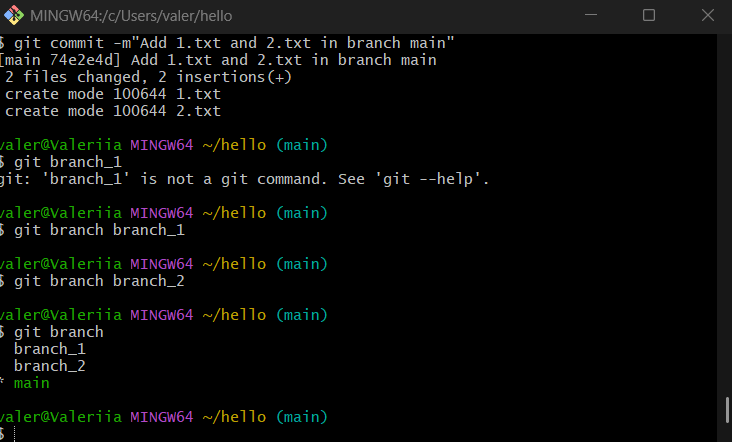 MINGW64:/c/Users/valer/hello
$ git commit -m"Add 1.txt and 2.txt in branch main"
[main 74e2e4d] Add 1.txt and 2.txt in branch main
2 files changed, 2 insertions(+)
create mode 100644 1.txt
create mode 100644 2.txt
valer@Valeriia MINGW64 ~/hello (main)
$ git branch_1
git: 'branch_1' is not a git command. See 'git --help'.
valer@Valeriia MINGW64 ~/hello (main)
$ git branch branch_1
valer@Valeriia MINGW64 ~/hello (main)
$ git branch branch_2
valer@Valeriia MINGW64 ~/hello (main)
$ git branch
branch_1
branch_2
* main
valer@Valeriia MINGW64 ~/hello (main)
$